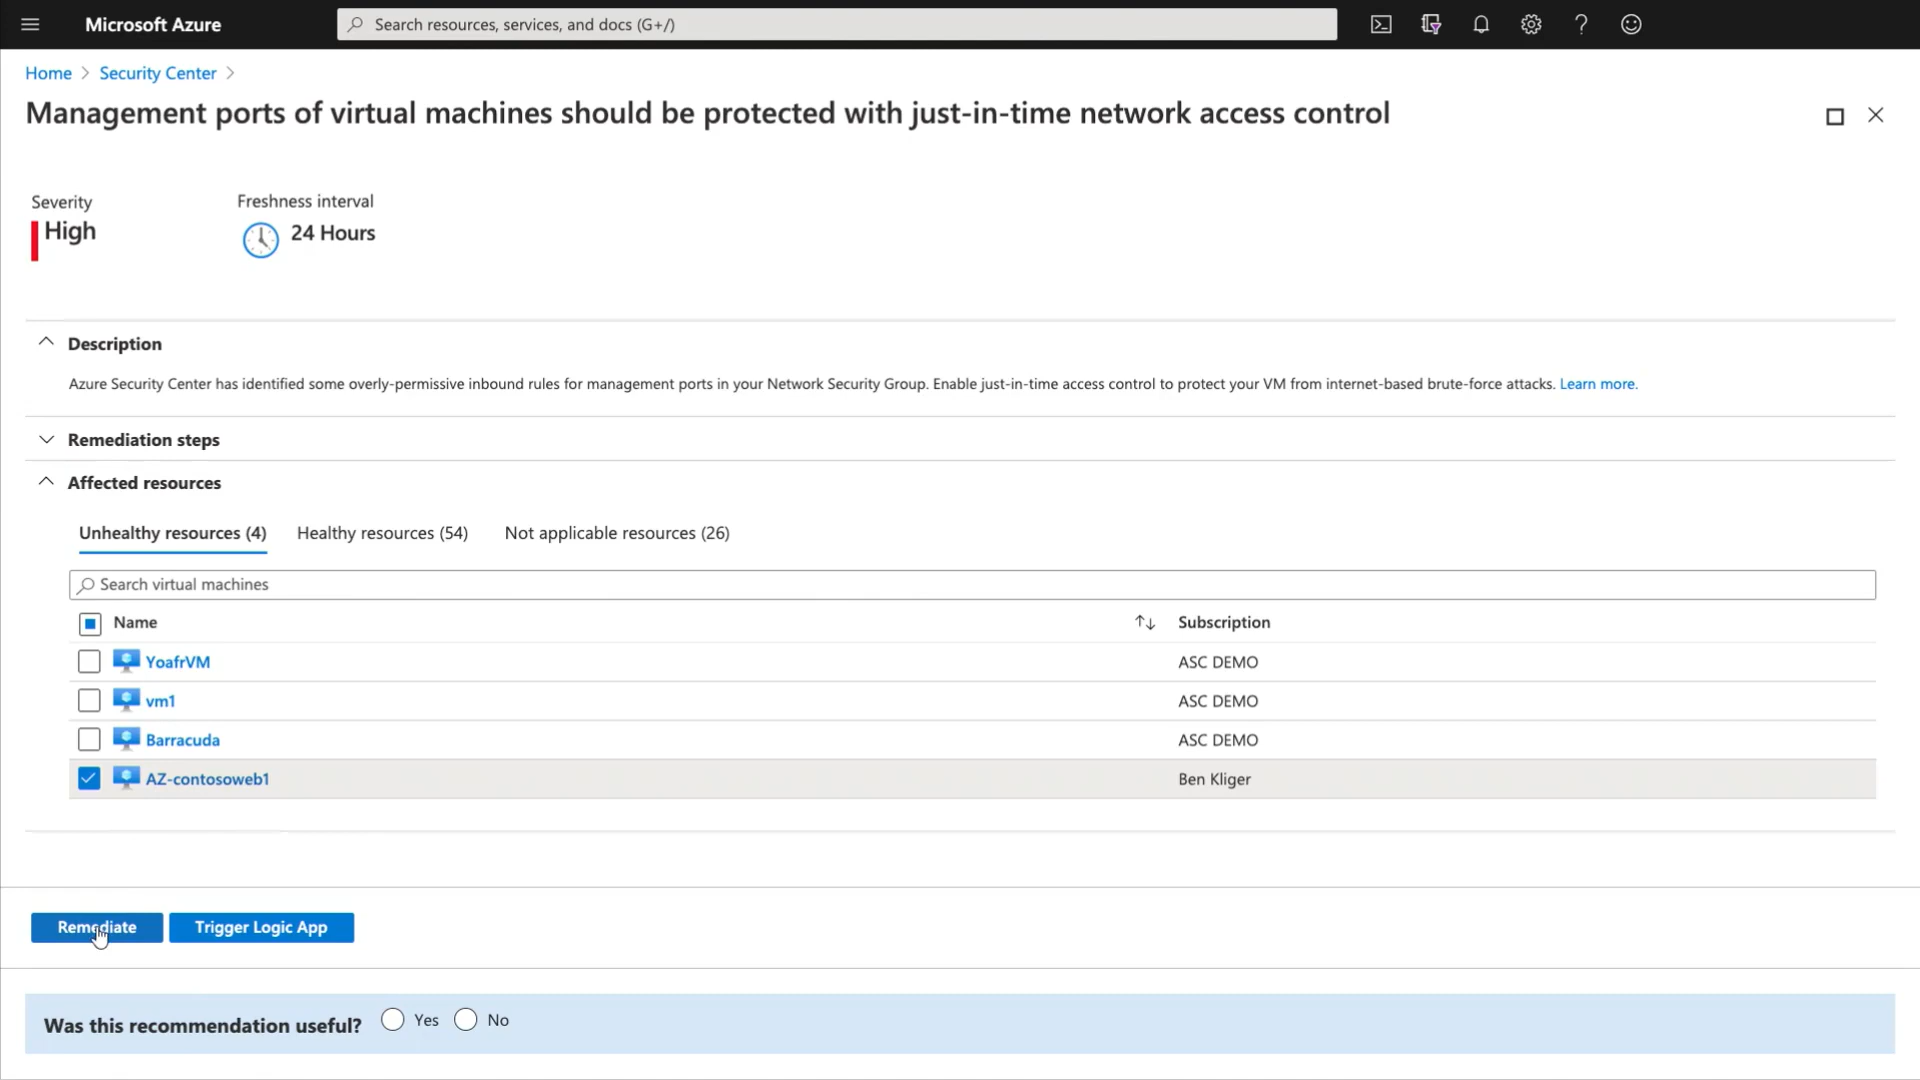 Microsoft Azure
Search resources, services, and docs (G+/)
Home > Security Center >
Management ports of virtual machines should be protected with just-in-time network access control
Severity
High
Freshness interval
24 Hours
Description
Azure Security Center has identified some overly-permissive inbound rules for management ports in your Network Security Group. Enable just-in-time access control to protect your VM from internet-based brute-force attacks. Learn more.
Remediation steps
Affected resources
Unhealthy resources (4) Healthy resources (54) Not applicable resources (26)
Search virtual machines
Name Subscription
YoafrVM ASC DEMO
vm1 ASC DEMO
Barracuda ASC DEMO
AZ-contosoweb1 Ben Kliger
Remediate Trigger Logic App
Was this recommendation useful? Yes No